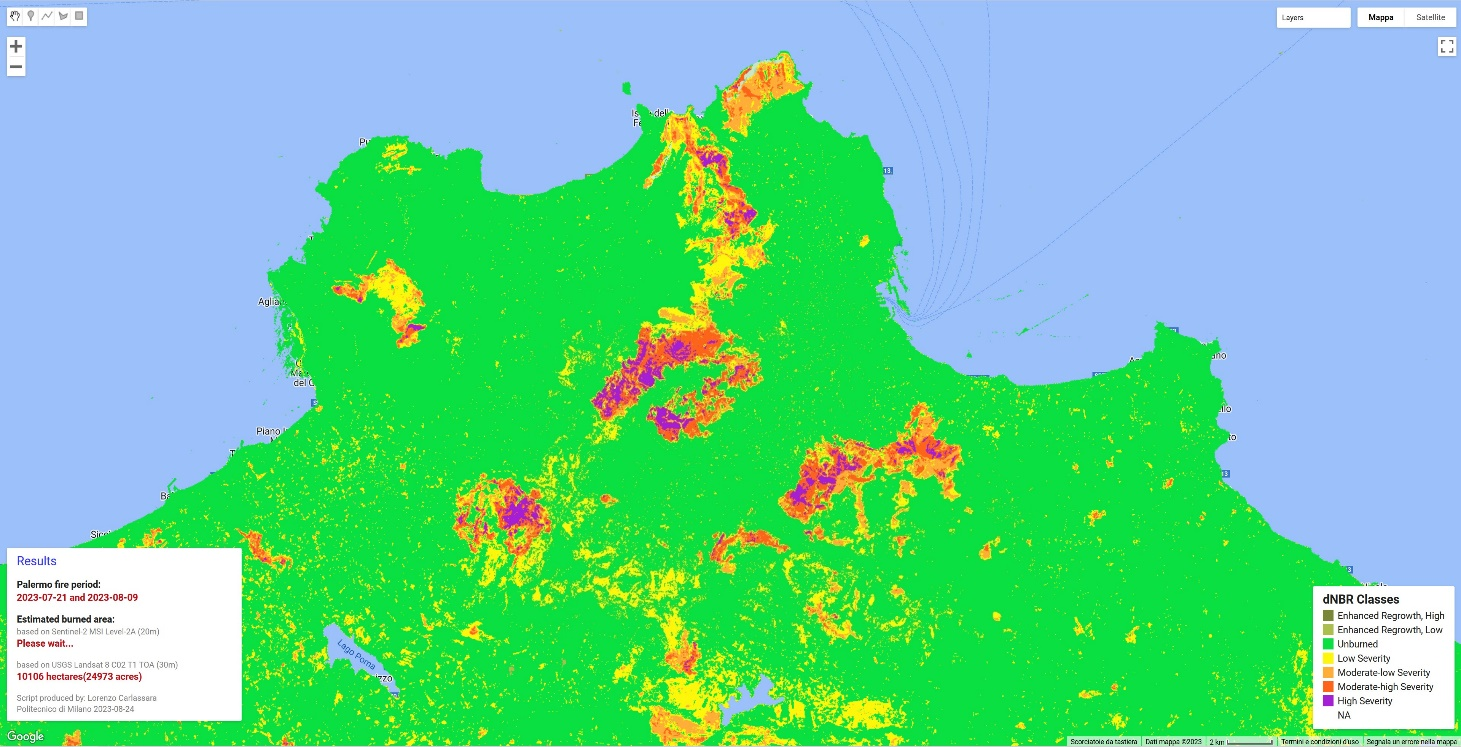 Layers
Mappa
Satellite
Results
Palermo fire period:
2023-07-21 and 2023-08-09
Estimated burned area:
based on Sentinel-2 MSI Level-2A (20m)
Please wait...
based on USGS Landsat 8 C02 T1 TOA (30m)
10106 hectares(24973 acres)
Script produced by: Lorenzo Carlassara
Politecnico di Milano 2023-08-24
Lago Poma
dNBR Classes
Enhanced Regrowth, High
Enhanced Regrowth, Low
Unburned
Low Severity
Moderate-low Severity
Moderate-high Severity
High Severity
NA
Google
Scorciatoie da tastiera
Dati mappa ©2023
2 km
Termini e condizioni d'uso
Segnala un errore nella mappa